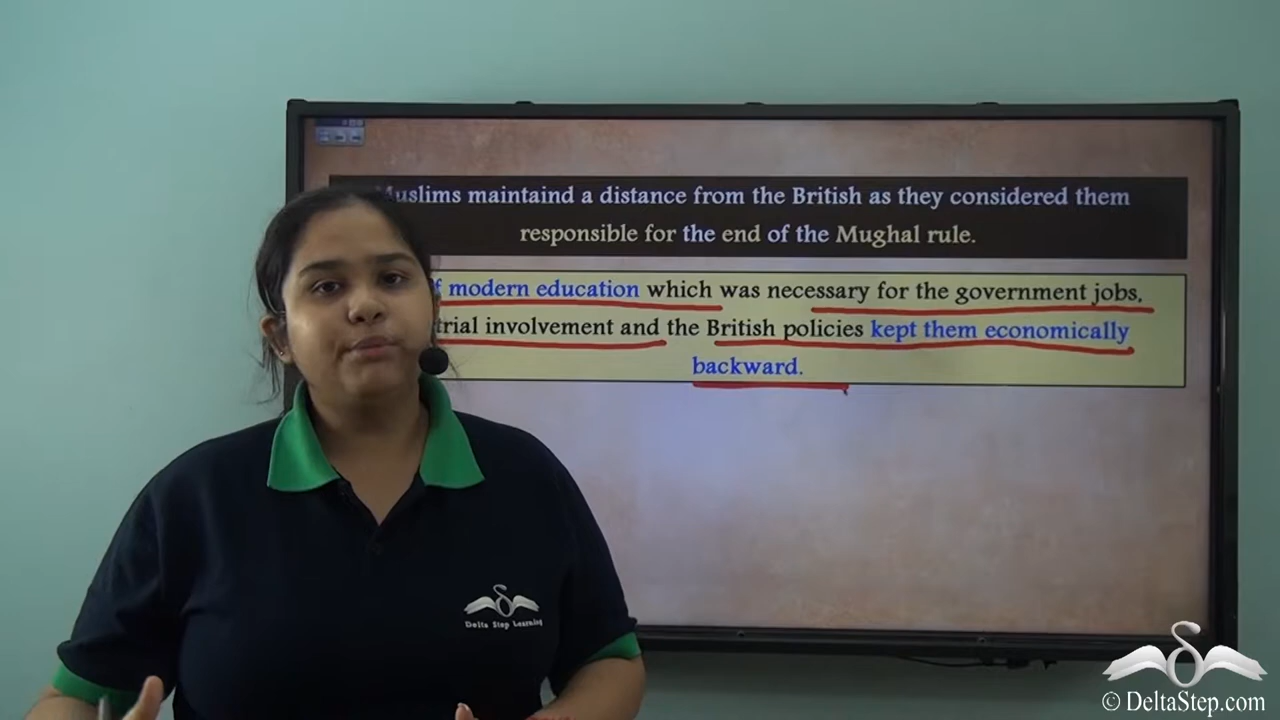 Muslims maintaind a distance from the British as they considered them
responsible for the end of the Mughal rule.
f modern education which was necessary for the government jobs,
trial involvement and the British policies kept them economically
backward.
Delta Step Learning
© DeltaStep.com